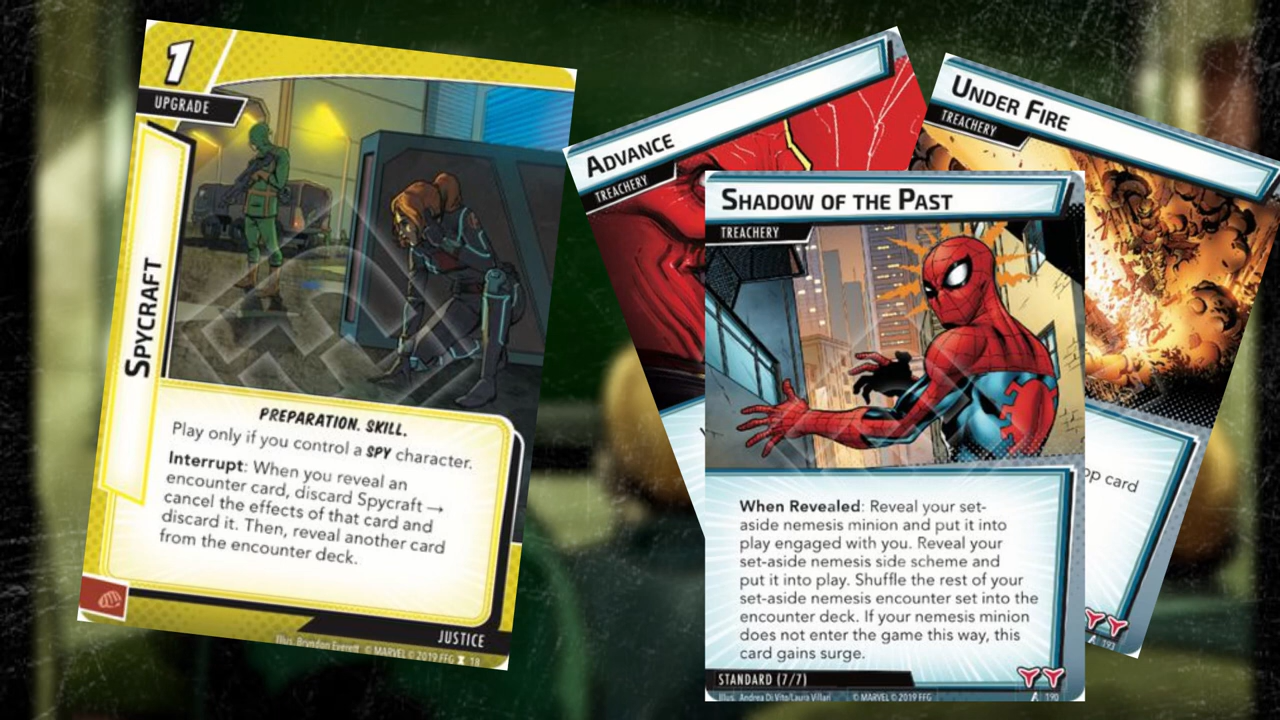 1
UPGRADE
SPYCRAFT
PREPARATION. SKILL.
Play only if you control a SPY character.
Interrupt: When you reveal an
encounter card, discard Spycraft →
cancel the effects of that card and
discard it. Then, reveal another card
from the encounter deck.
JUSTICE
Illus. Bryndon Everett © MARVEL © 2019 FFG 18
ADVANCE
TREACHERY
UNDER FIRE
TREACHERY
op card
193
SHADOW OF THE PAST
TREACHERY
When Revealed: Reveal your set-
aside nemesis minion and put it into
play engaged with you. Reveal your
set-aside nemesis side scheme and
put it into play. Shuffle the rest of your
set-aside nemesis encounter set into the
encounter deck. If your nemesis minion
does not enter the game this way, this
card gains surge.
STANDARD (7/7)
Illus. Andrea Di Vito/Laura Villari © MARVEL © 2019 FFG 190